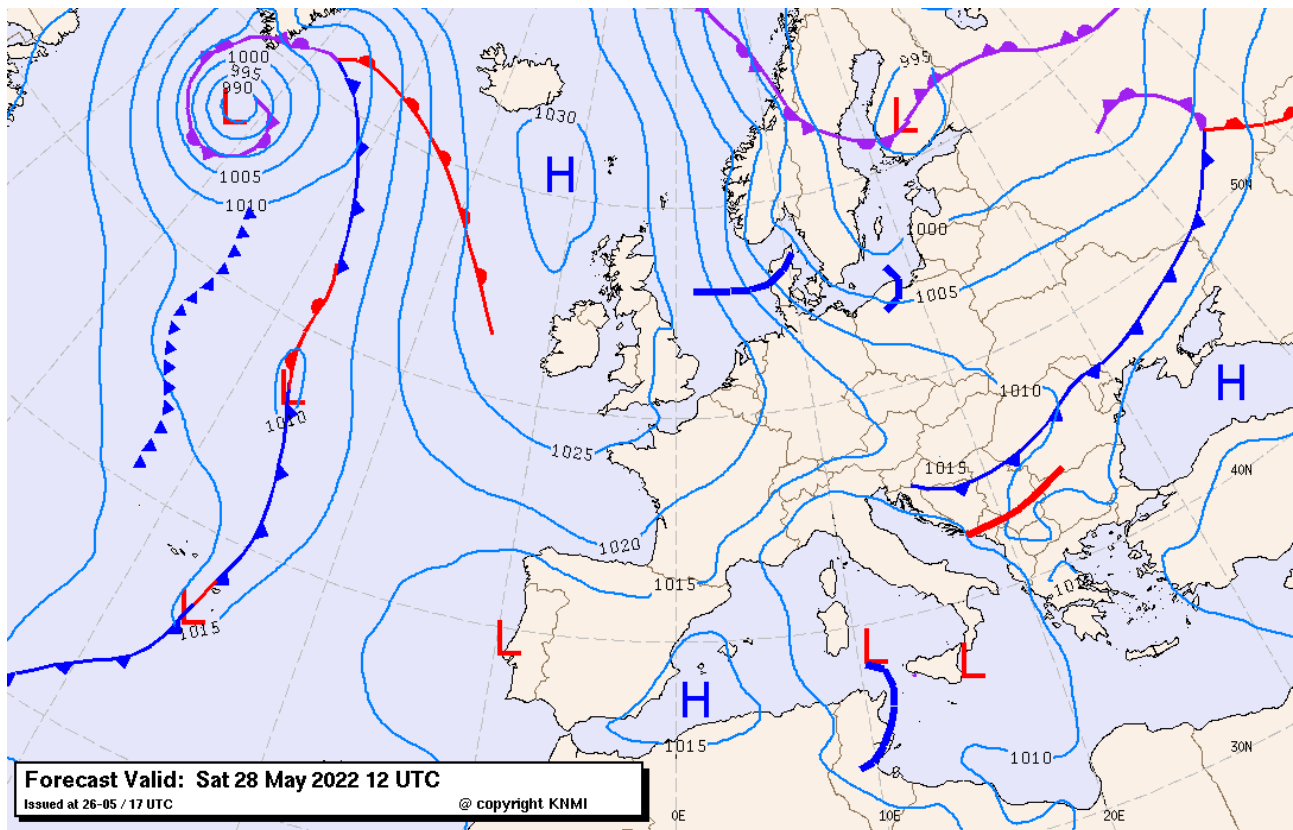 1000
995
995
990
L
L
1030
H
1005
50N
1010
1000
1005
H
L
1010
1010
1025
1015
40N
1020
1015
L
1015
L
L
L
H
1015
1010
30N
Forecast Valid: Sat 28 May 2022 12 UTC
Issued at 26-05 / 17 UTC
@ copyright KNMI
0E
10E
20E